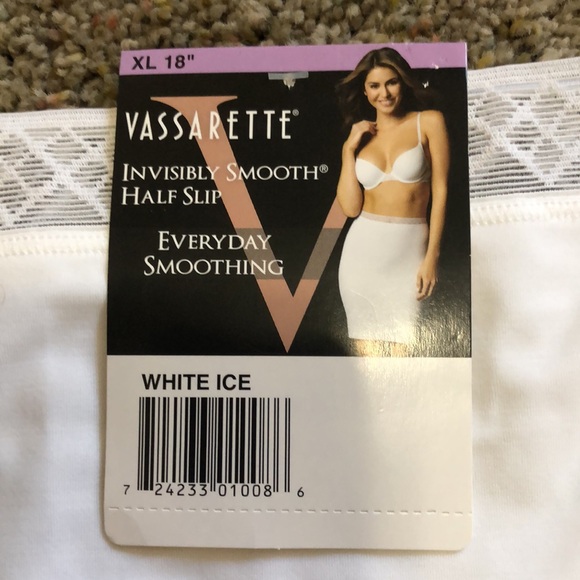 XL 18"
VASSARETTE®
INVISIBLY SMOOTH®
HALF SLIP
EVERYDAY
SMOOTHING
WHITE ICE
7 24233 01008 6